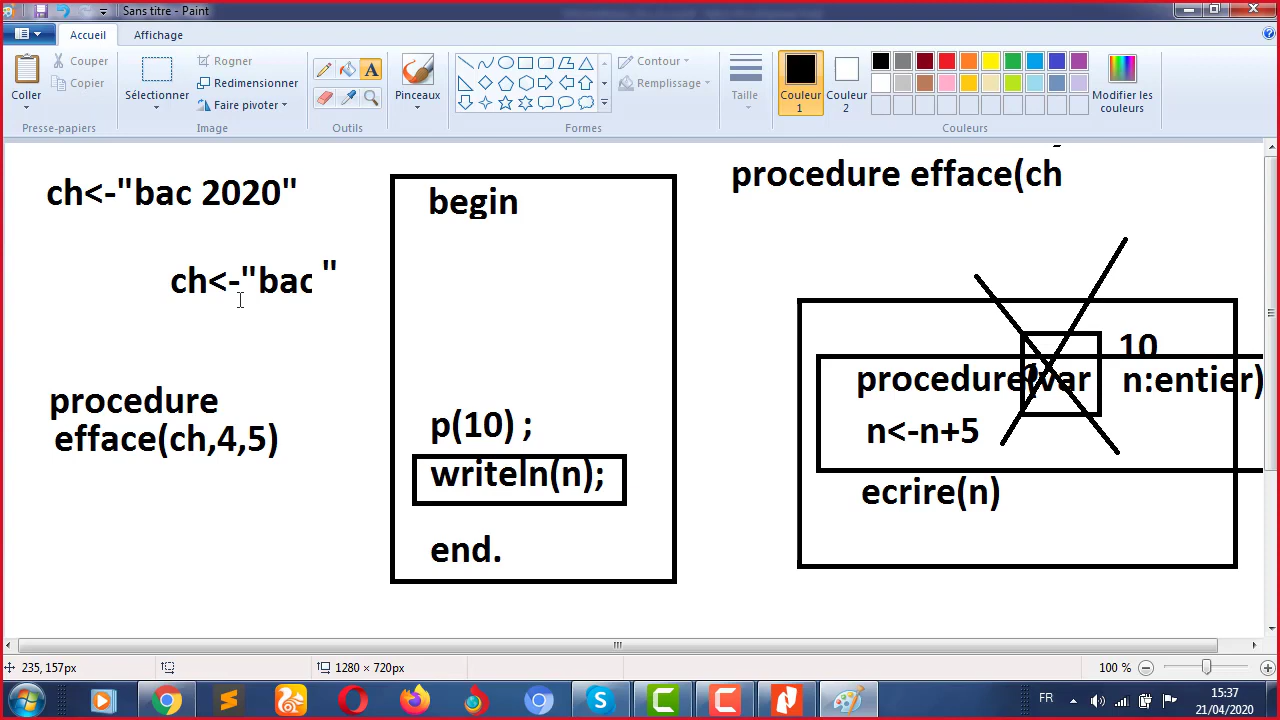 Sans titre - Paint
Accueil
Affichage
Coller
Couper
Copier
Presse-papiers
Sélectionner
Rogner
Redimensionner
Faire pivoter
Image
Outils
Pinceaux
Contour
Remplissage
Formes
Taille
Couleur 1
Couleur 2
Modifier les couleurs
Couleurs
ch<-"bac 2020"
ch<-"bac "
procedure
efface(ch,4,5)
begin
p(10) ;
writeln(n);
end.
procedure efface(ch
10
procedure(var n:entier)
n<-n+5
ecrire(n)
235, 157px
1280 × 720px
100 %
FR
15:37
21/04/2020